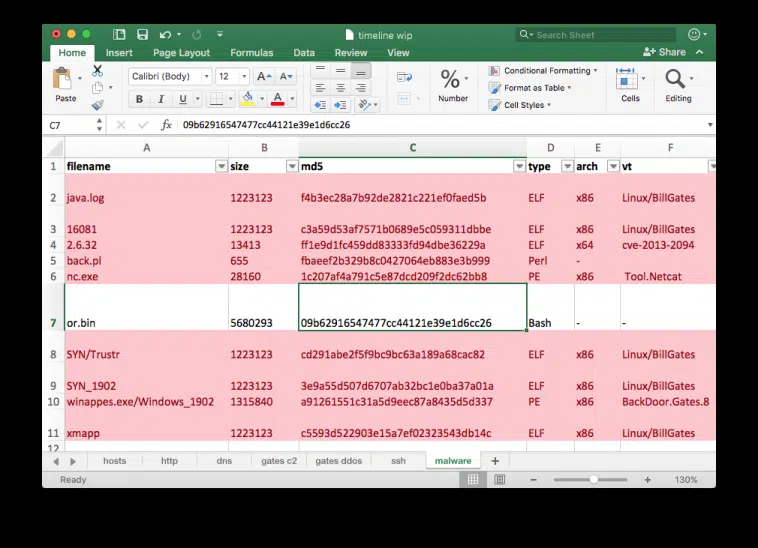 timeline wip
Search Sheet
Home Insert Page Layout Formulas Data Review View Share
Paste
Calibri (Body) 12 A A
B I U A
%
Number
Conditional Formatting
Format as Table
Cell Styles
Cells
Editing
C7 fx 09b62916547477cc44121e39e1d6cc26
A B C D E F
1 filename size md5 type arch vt
2 java.log 1223123 f4b3ec28a7b92de2821c221ef0faed5b ELF x86 Linux/BillGates
3 16081 1223123 c3a59d53af7571b0689e5c059311dbbe ELF x86 Linux/BillGates
4 2.6.32 13413 ff1e9d1fc459dd83333fd94dbe36229a ELF x64 cve-2013-2094
5 back.pl 655 fbaeef2b329b8c0427064eb883e3b999 Perl -
6 nc.exe 28160 1c207af4a791c5e87dcd209f2dc62bb8 PE x86 Tool.Netcat
7 or.bin 5680293 09b62916547477cc44121e39e1d6cc26 Bash - -
8 SYN/Trustr 1223123 cd291abe2f5f9bc9bc63a189a68cac82 ELF x86 Linux/BillGates
9 SYN_1902 1223123 3e9a55d507d6707ab32bc1e0ba37a01a ELF x86 Linux/BillGates
10 winappes.exe/Windows_1902 1315840 a91261551c31a5d9eec87a8435d5d337 PE x86 BackDoor.Gates.8
11 xmapp 1223123 c5593d522903e15a7ef02323543db14c ELF x86 Linux/BillGates
12
hosts http dns gates c2 gates ddos ssh malware +
Ready 130%